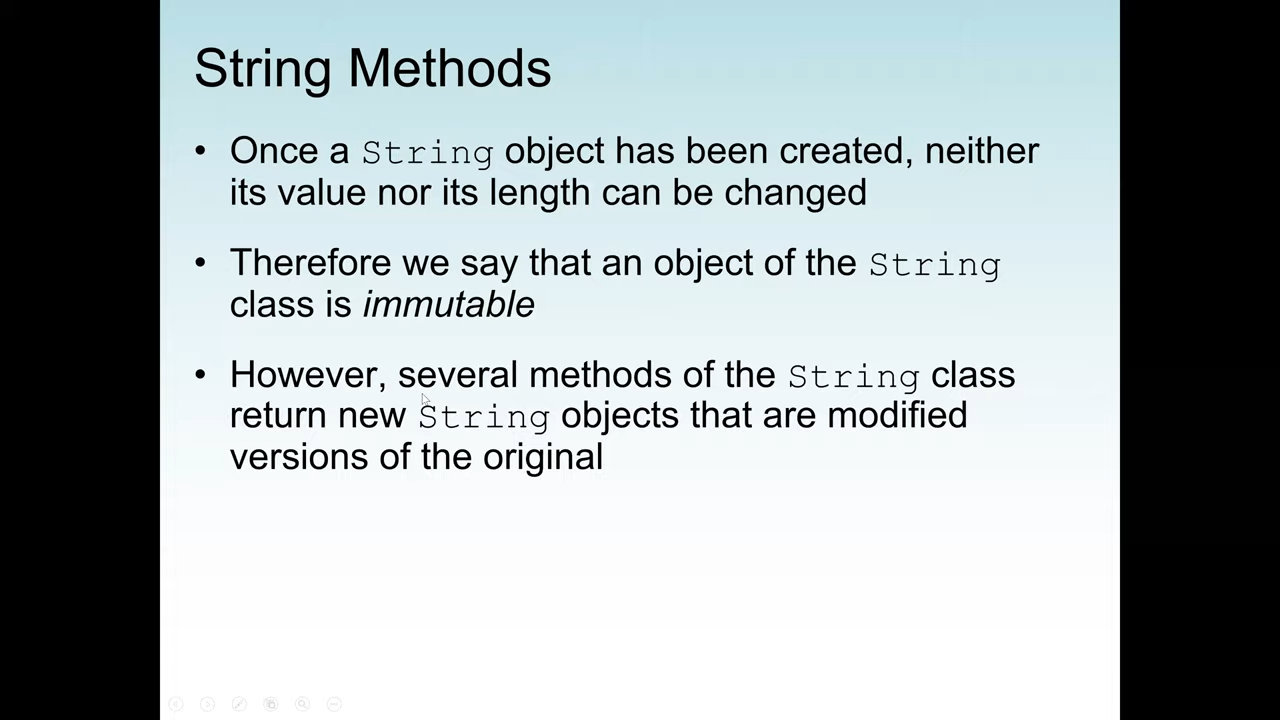 String Methods
• Once a String object has been created, neither
its value nor its length can be changed
• Therefore we say that an object of the String
class is immutable
• However, several methods of the String class
return new String objects that are modified
versions of the original